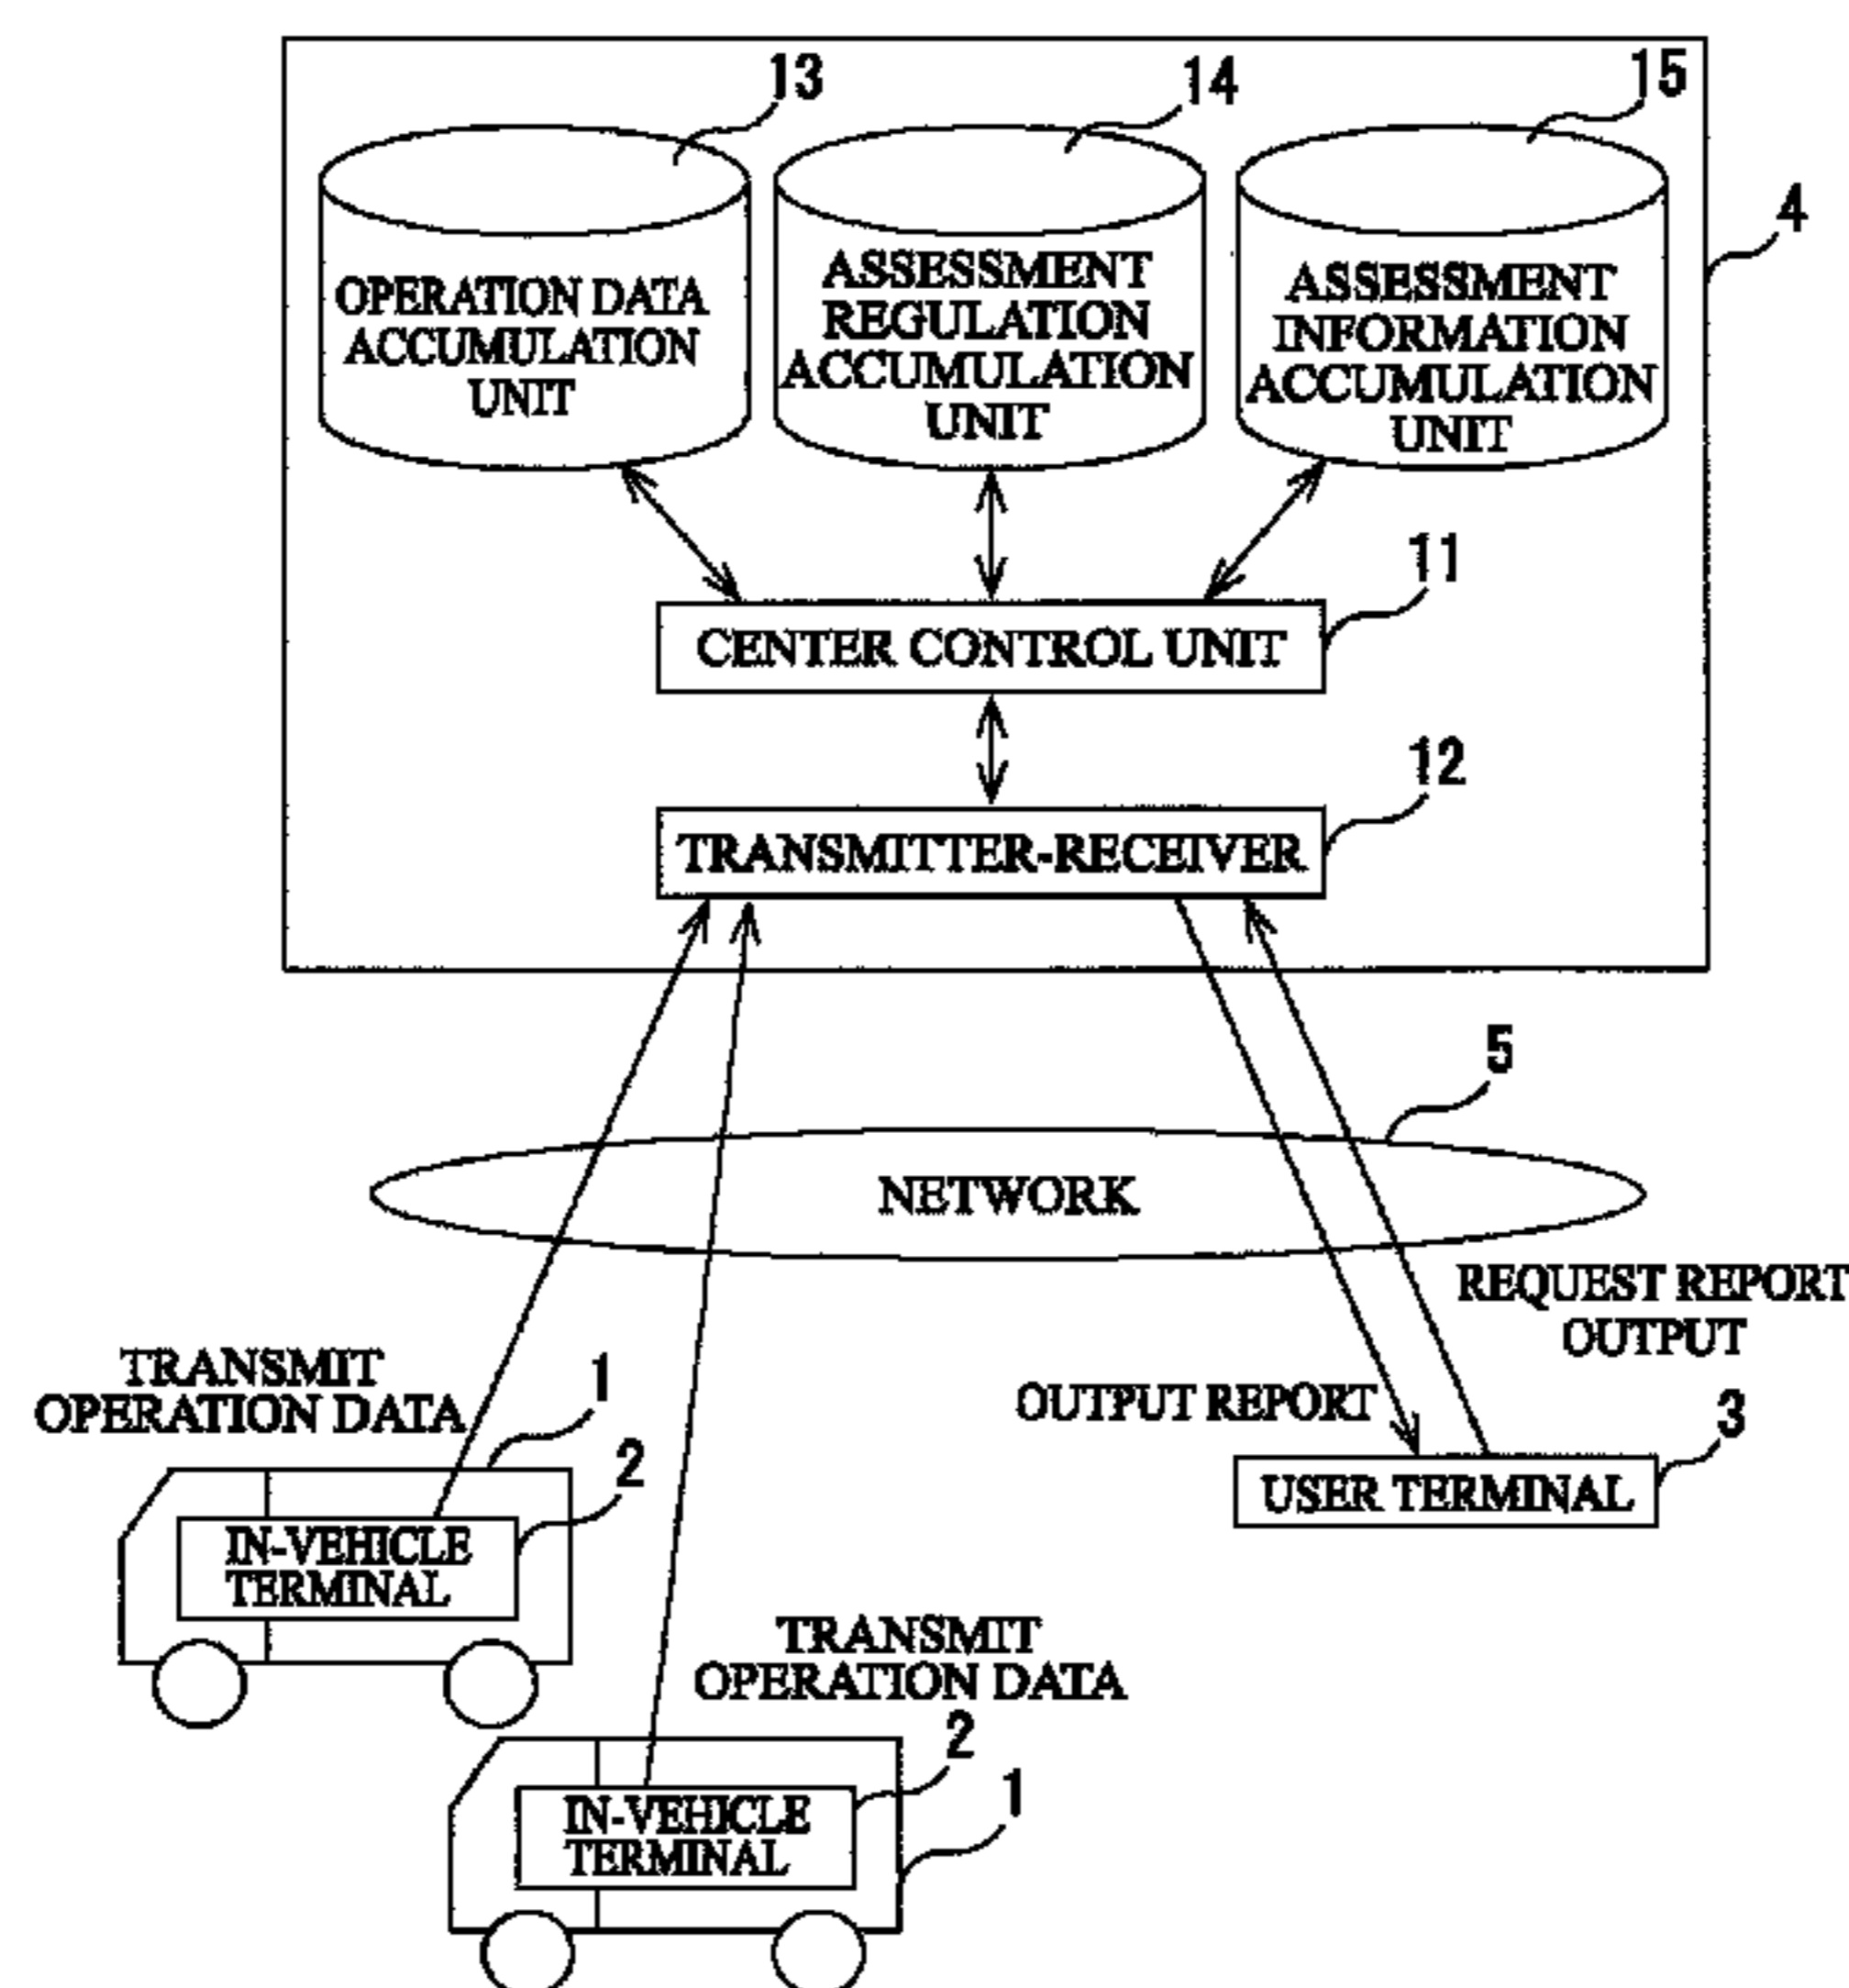 13
14
15
4
OPERATION DATA
ACCUMULATION
UNIT
ASSESSMENT
REGULATION
ACCUMULATION
UNIT
ASSESSMENT
INFORMATION
ACCUMULATION
UNIT
11
CENTER CONTROL UNIT
12
TRANSMITTER-RECEIVER
5
NETWORK
REQUEST REPORT
OUTPUT
TRANSMIT
OPERATION DATA
1
2
OUTPUT REPORT
3
USER TERMINAL
IN-VEHICLE
TERMINAL
TRANSMIT
OPERATION DATA
2
1
IN-VEHICLE
TERMINAL